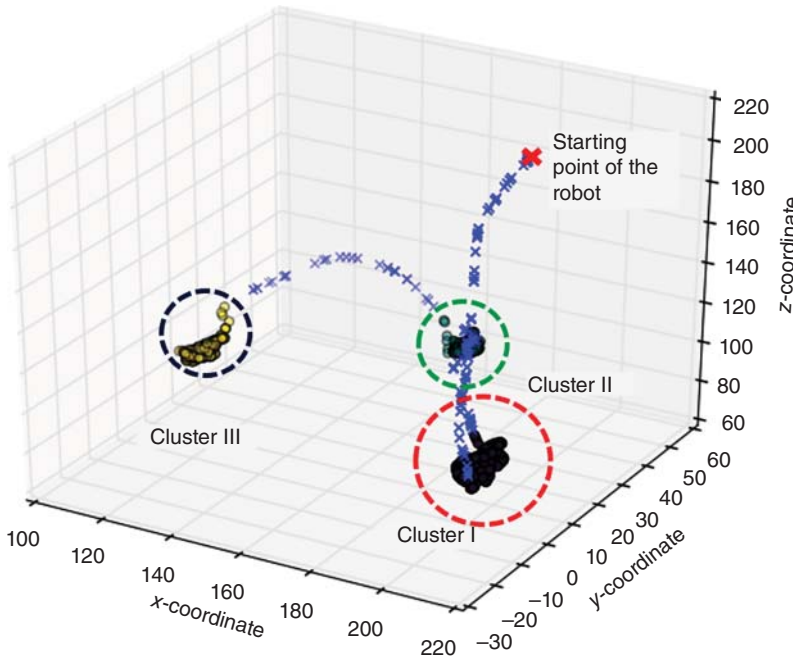 220
200
180
160
140
120
100
80
60
z-coordinate
Starting
point of the
robot
Cluster II
Cluster III
Cluster I
100
120
140
160
180
200
220
x-coordinate
–30
–20
–10
0
10
20
30
40
50
60
y-coordinate